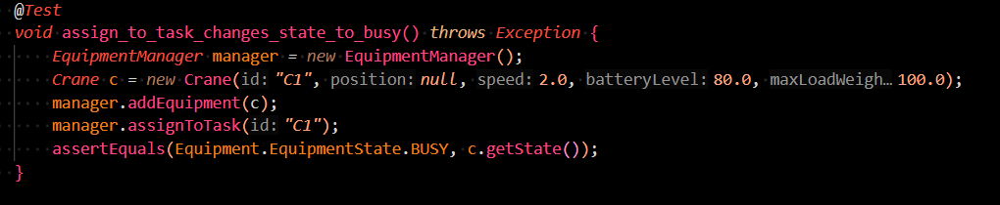 @Test
void assign_to_task_changes_state_to_busy() throws Exception {
EquipmentManager manager = new EquipmentManager();
Crane c = new Crane(id: "C1", position: null, speed: 2.0, batteryLevel: 80.0, maxLoadWeigh… 100.0);
manager.addEquipment(c);
manager.assignToTask(id: "C1");
assertEquals(Equipment.EquipmentState.BUSY, c.getState());
}